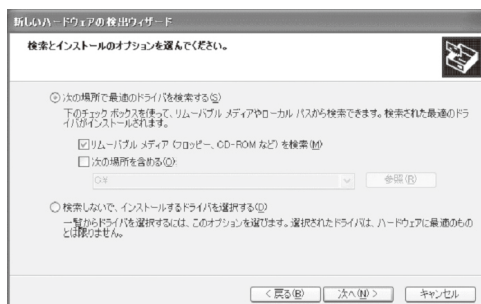 新しいハードウェアの検出ウィザード
検索とインストールのオプションを選んでください。
次の場所で最適のドライバを検索する(S)
下のチェック ボックスを使って、リムーバブル メディアやローカル パスから検索できます。検索された最適のドラ
イバがインストールされます。
リムーバブル メディア (フロッピー、CD-ROM など) を検索(M)
次の場所を含める(O):
G:¥
参照(R)
検索しないで、インストールするドライバを選択する(D)
一覧からドライバを選択するには、このオプションを選びます。選択されたドライバは、ハードウェアに最適のもの
とは限りません。
< 戻る(B)
次へ(N) >
キャンセル